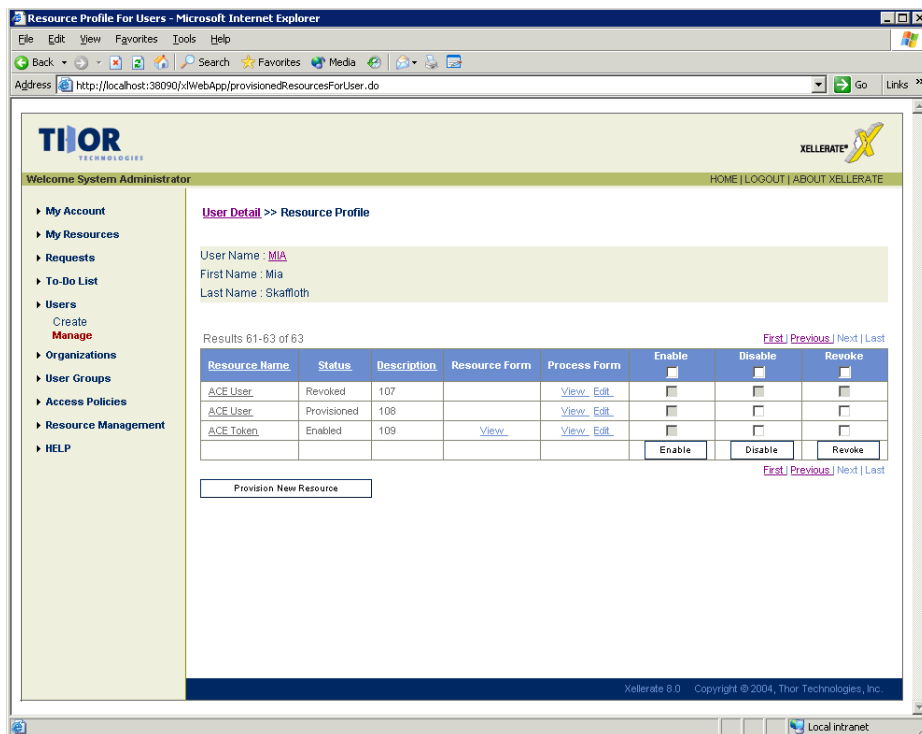 Resource Profile For Users - Microsoft Internet Explorer
File Edit View Favorites Tools Help
Back Search Favorites Media
Address http://localhost:38090/xlWebApp/provisionedResourcesForUser.do Go Links »
THOR
TECHNOLOGIES
XELLERATE®
Welcome System Administrator HOME | LOGOUT | ABOUT XELLERATE
My Account
My Resources
Requests
To-Do List
Users
Create
Manage
Organizations
User Groups
Access Policies
Resource Management
HELP
User Detail >> Resource Profile
User Name : MIA
First Name : Mia
Last Name : Skaffloth
Results 61-63 of 63 First | Previous | Next | Last
Resource Name Status Description Resource Form Process Form Enable Disable Revoke
ACE User Revoked 107 View Edit
ACE User Provisioned 108 View Edit
ACE Token Enabled 109 View View Edit
Enable Disable Revoke
First | Previous | Next | Last
Provision New Resource
Xellerate 8.0 Copyright © 2004, Thor Technologies, Inc.
Local intranet